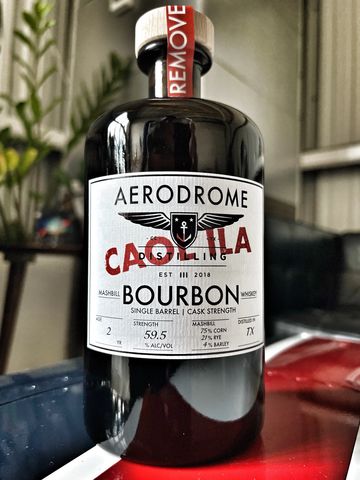 REMOVE
AERODROME
CAOL ILA
DISTILLING
EST III 2018
MASHBILL BOURBON WHISKEY
SINGLE BARREL | CASK STRENGTH
AGE STRENGTH MASHBILL DISTILLED IN
2 YR 59.5 75% CORN TX
% ALC/VOL 21% RYE
4% BARLEY